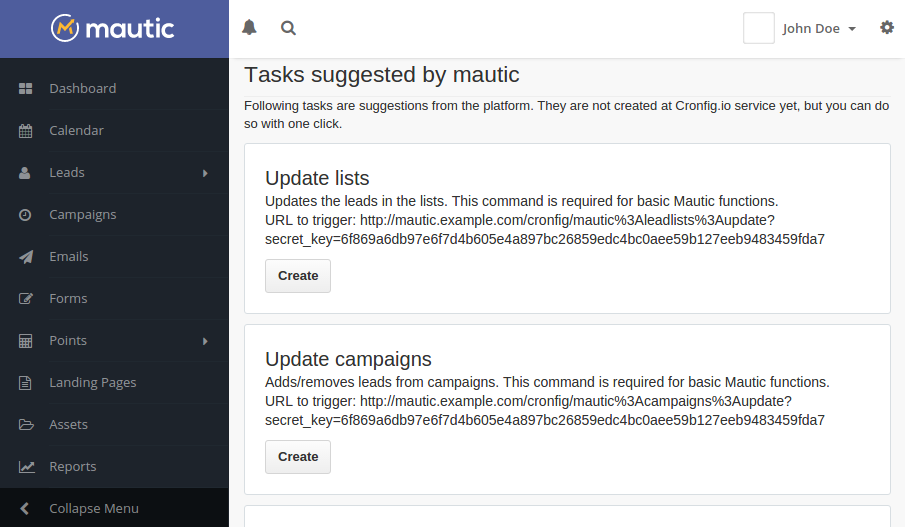 mautic
John Doe
Dashboard
Calendar
Leads
Campaigns
Emails
Forms
Points
Landing Pages
Assets
Reports
Collapse Menu
Tasks suggested by mautic
Following tasks are suggestions from the platform. They are not created at Cronfig.io service yet, but you can do
so with one click.
Update lists
Updates the leads in the lists. This command is required for basic Mautic functions.
URL to trigger: http://mautic.example.com/cronfig/mautic%3Aleadlists%3Aupdate?
secret_key=6f869a6db97e6f7d4b605e4a897bc26859edc4bc0aee59b127eeb9483459fda7
Create
Update campaigns
Adds/removes leads from campaigns. This command is required for basic Mautic functions.
URL to trigger: http://mautic.example.com/cronfig/mautic%3Acampaigns%3Aupdate?
secret_key=6f869a6db97e6f7d4b605e4a897bc26859edc4bc0aee59b127eeb9483459fda7
Create